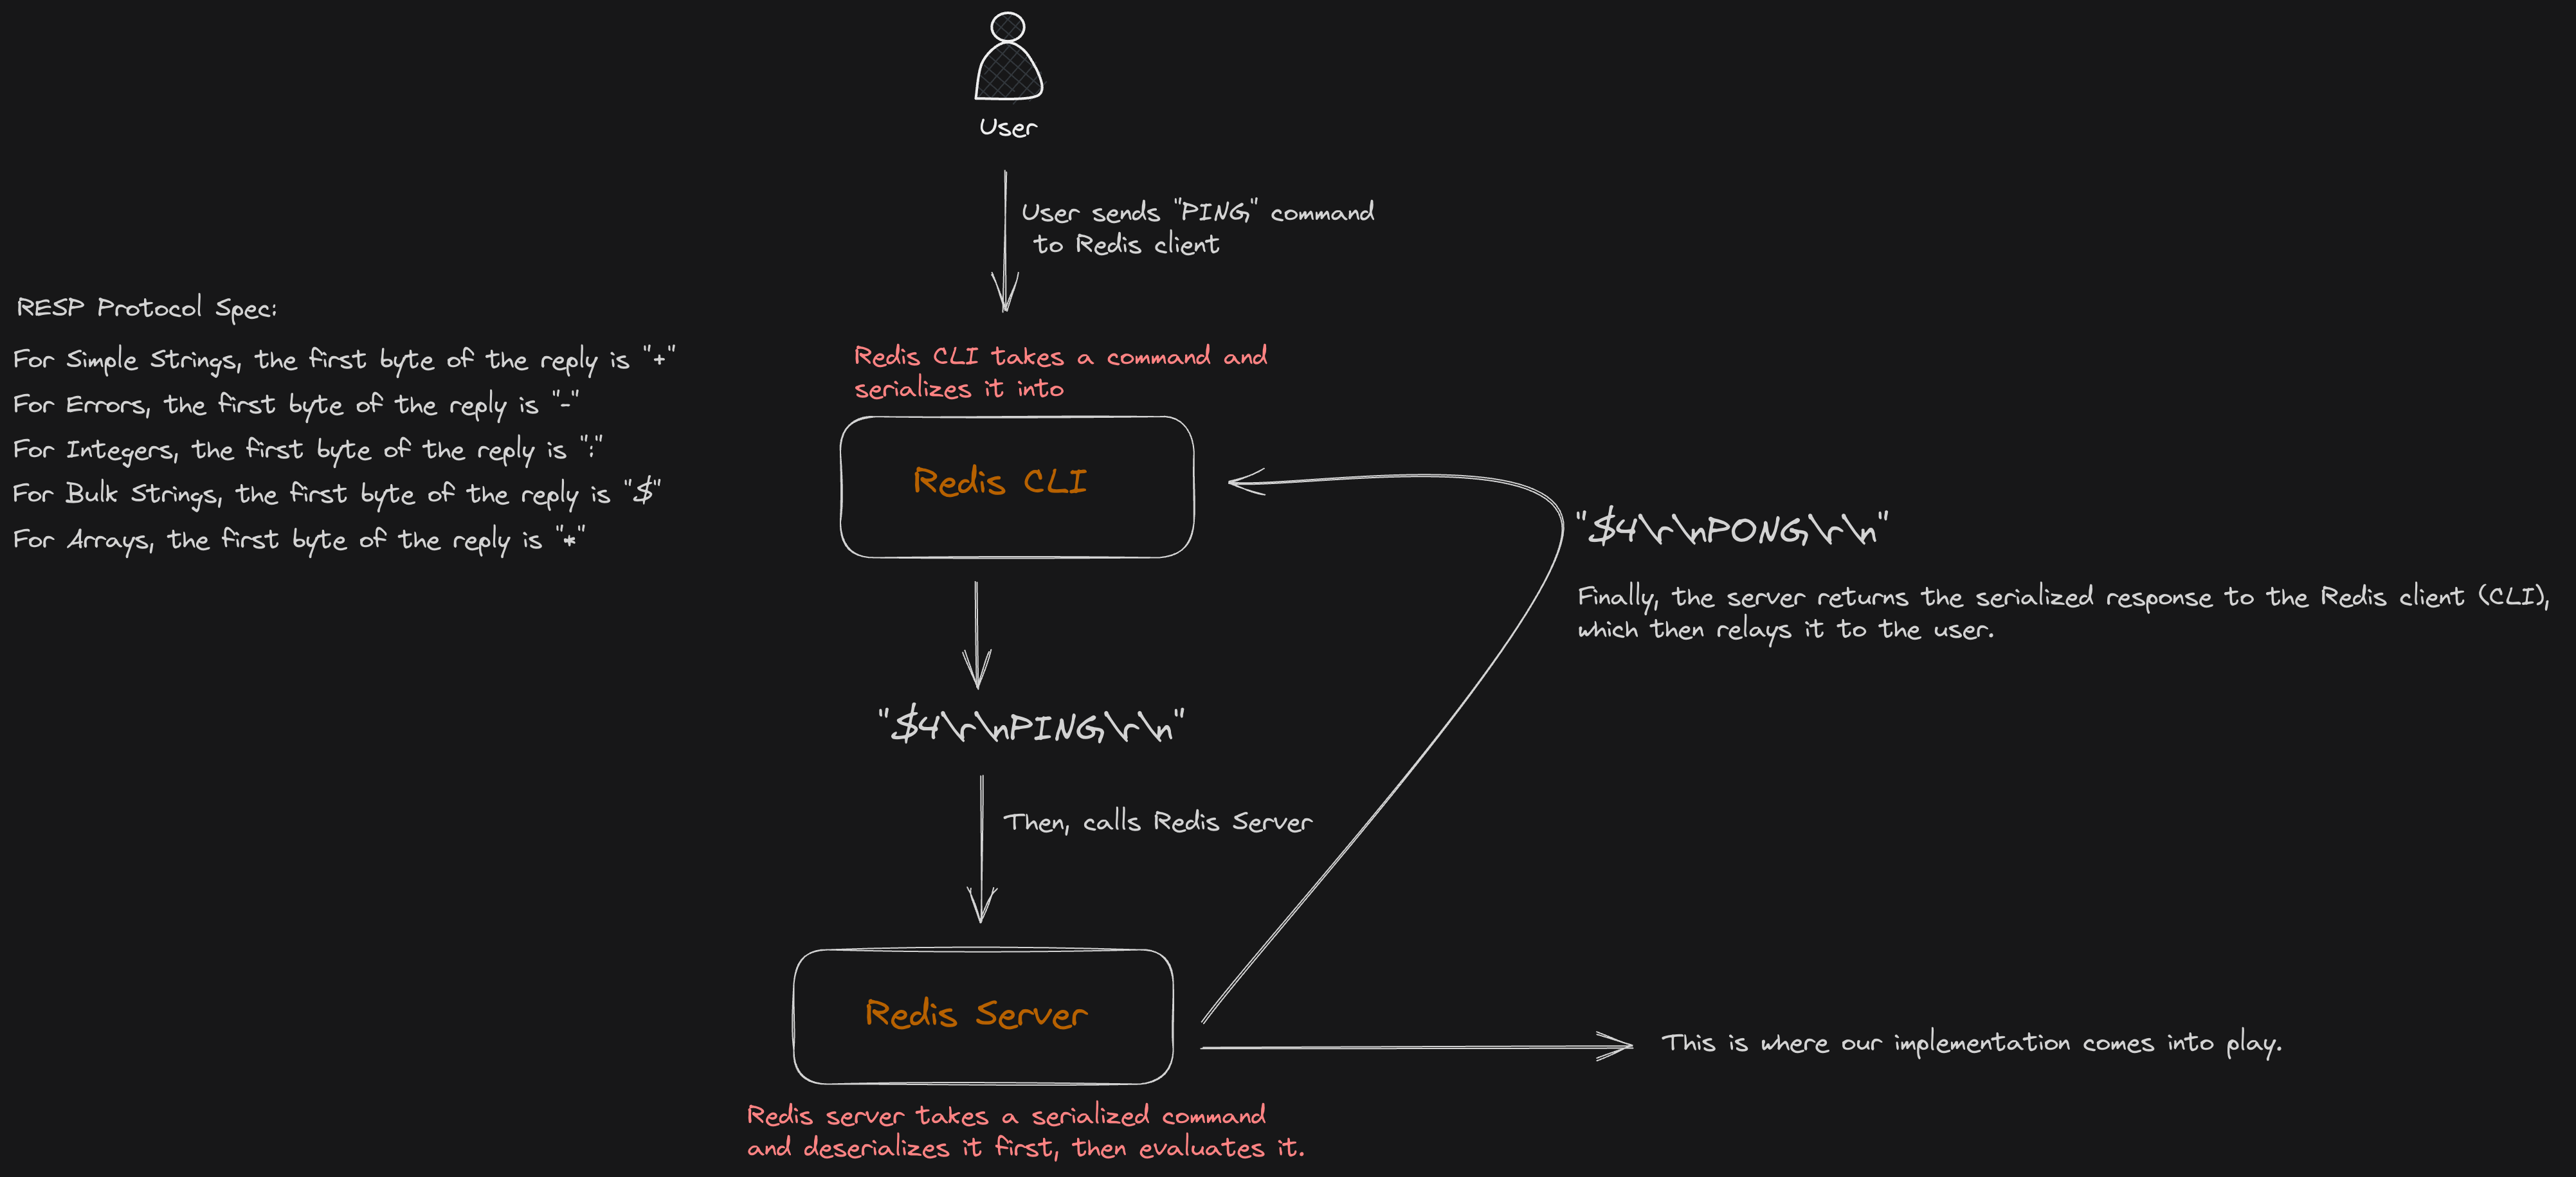 User
User sends "PING" command
to Redis client
RESP Protocol Spec:
For Simple Strings, the first byte of the reply is "+"
For Errors, the first byte of the reply is "-"
For Integers, the first byte of the reply is ":"
For Bulk Strings, the first byte of the reply is "$"
For Arrays, the first byte of the reply is "*"
Redis CLI takes a command and
serializes it into
Redis CLI
"$4\r\nPONG\r\n"
Finally, the server returns the serialized response to the Redis client (CLI),
which then relays it to the user.
"$4\r\nPING\r\n"
Then, calls Redis Server
Redis Server
This is where our implementation comes into play.
Redis server takes a serialized command
and deserializes it first, then evaluates it.